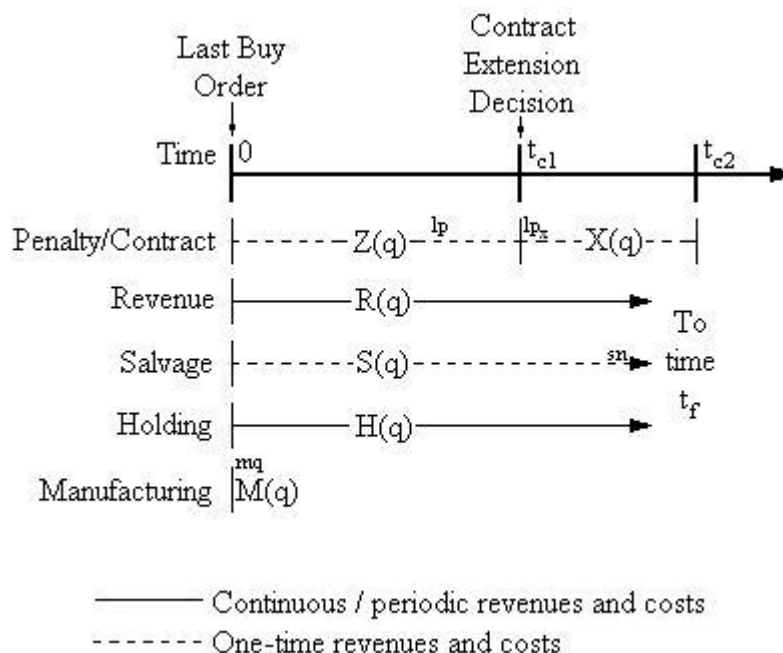 Last Buy
Order
Contract
Extension
Decision
Time 0 t_c1 t_c2
Penalty/Contract Z(q) lp lp_x X(q)
Revenue R(q)
Salvage S(q) sn
Holding H(q)
To
time
t_f
mq
Manufacturing M(q)
Continuous / periodic revenues and costs
One-time revenues and costs